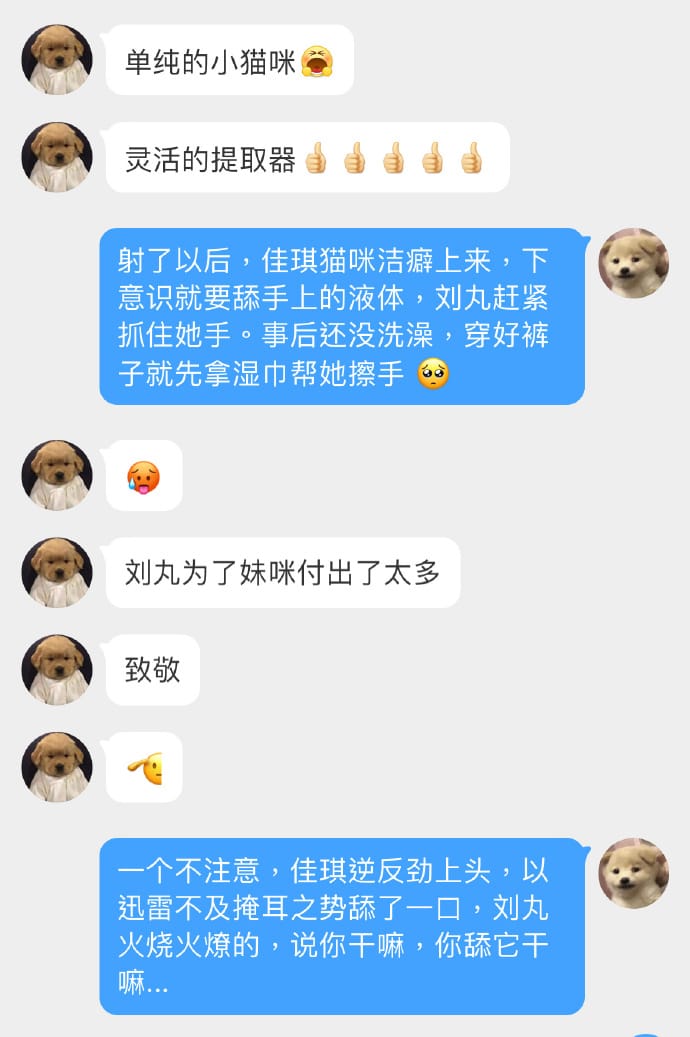 单纯的小猫咪😫
灵活的提取器👍🏻👍🏻👍🏻👍🏻👍🏻
射了以后，佳琪猫咪洁癖上来，下
意识就要舔手上的液体，刘丸赶紧
抓住她手。事后还没洗澡，穿好裤
子就先拿湿巾帮她擦手🥺
🥵
刘丸为了妹咪付出了太多
致敬
🫡
一个不注意，佳琪逆反劲上头，以
迅雷不及掩耳之势舔了一口，刘丸
火烧火燎的，说你干嘛，你舔它干
嘛...